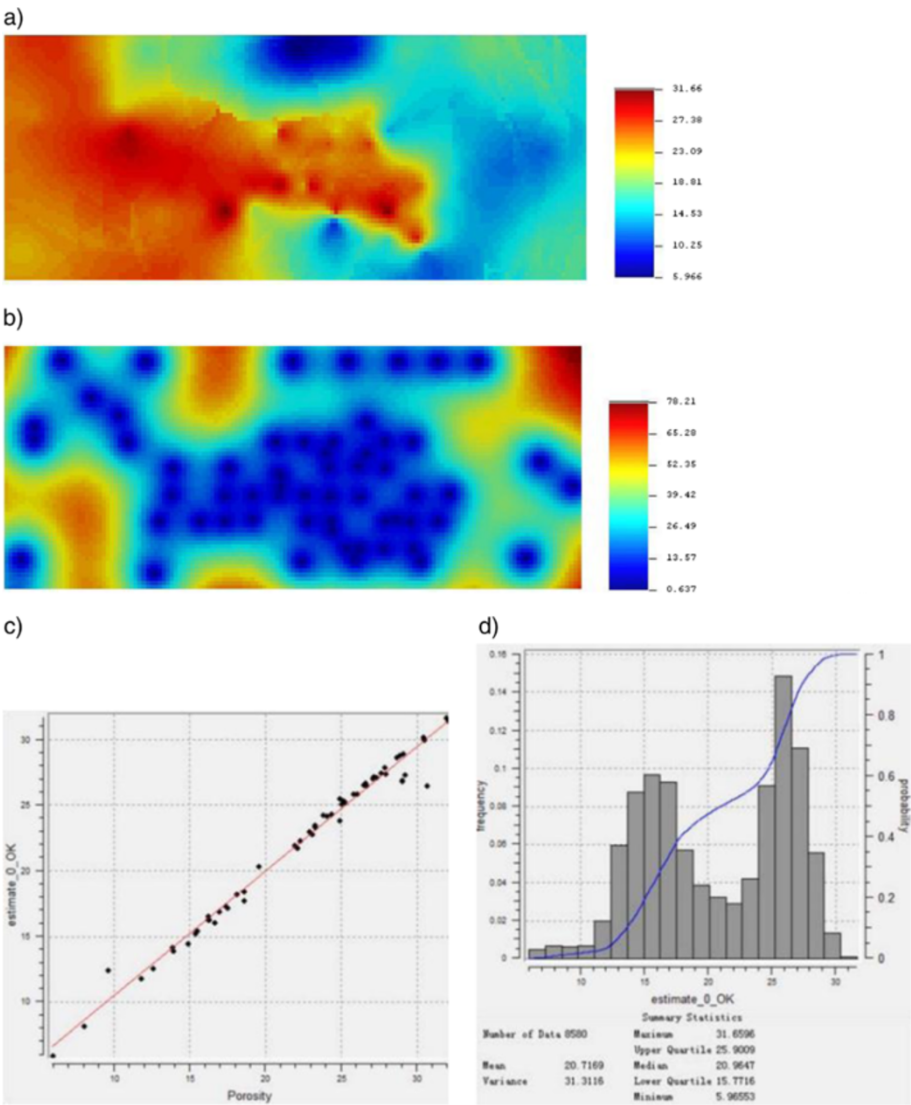 a)
31.66
27.38
23.09
18.81
14.53
10.25
5.966
b)
78.21
65.28
52.35
39.42
26.49
13.57
0.637
c)
30
25
20
15
10
estimate_0_OK
10
15
20
25
30
Porosity
d)
0.16
0.14
0.12
0.1
0.08
0.06
0.04
0.02
0
frequency
1
0.8
0.6
0.4
0.2
0
probability
10
15
20
25
30
estimate_0_OK
Summary Statistics
Number of Data 8580
Maximum 31.6596
Upper Quartile 25.9009
Mean 20.7169
Median 20.9647
Variance 31.3116
Lower Quartile 15.7716
Minimum 5.96553